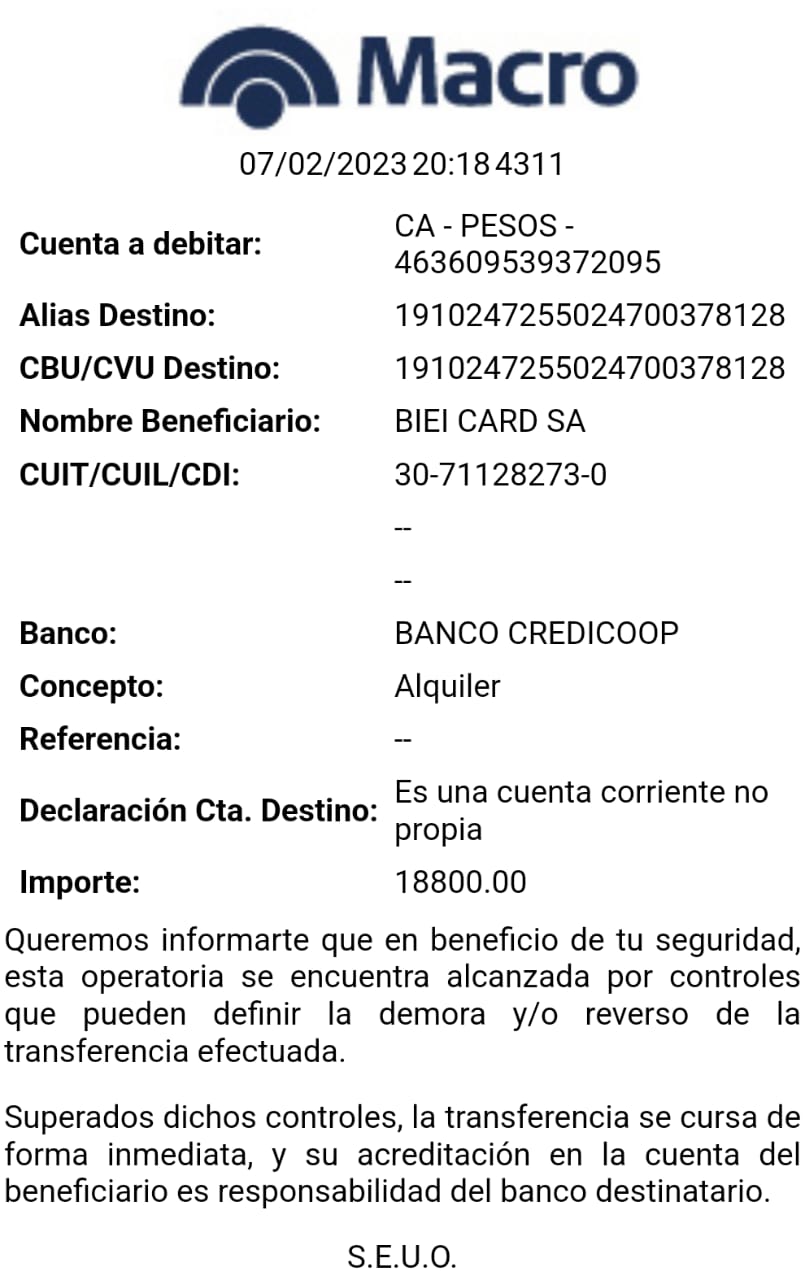 Macro
07/02/2023 20:18 4311
Cuenta a debitar:
CA - PESOS -
463609539372095
Alias Destino: 1910247255024700378128
CBU/CVU Destino: 1910247255024700378128
Nombre Beneficiario: BIEI CARD SA
CUIT/CUIL/CDI: 30-71128273-0
--
--
Banco: BANCO CREDICOOP
Concepto: Alquiler
Referencia: --
Declaración Cta. Destino:
Es una cuenta corriente no
propia
Importe: 18800.00
Queremos informarte que en beneficio de tu seguridad,
esta operatoria se encuentra alcanzada por controles
que pueden definir la demora y/o reverso de la
transferencia efectuada.
Superados dichos controles, la transferencia se cursa de
forma inmediata, y su acreditación en la cuenta del
beneficiario es responsabilidad del banco destinatario.
S.E.U.O.